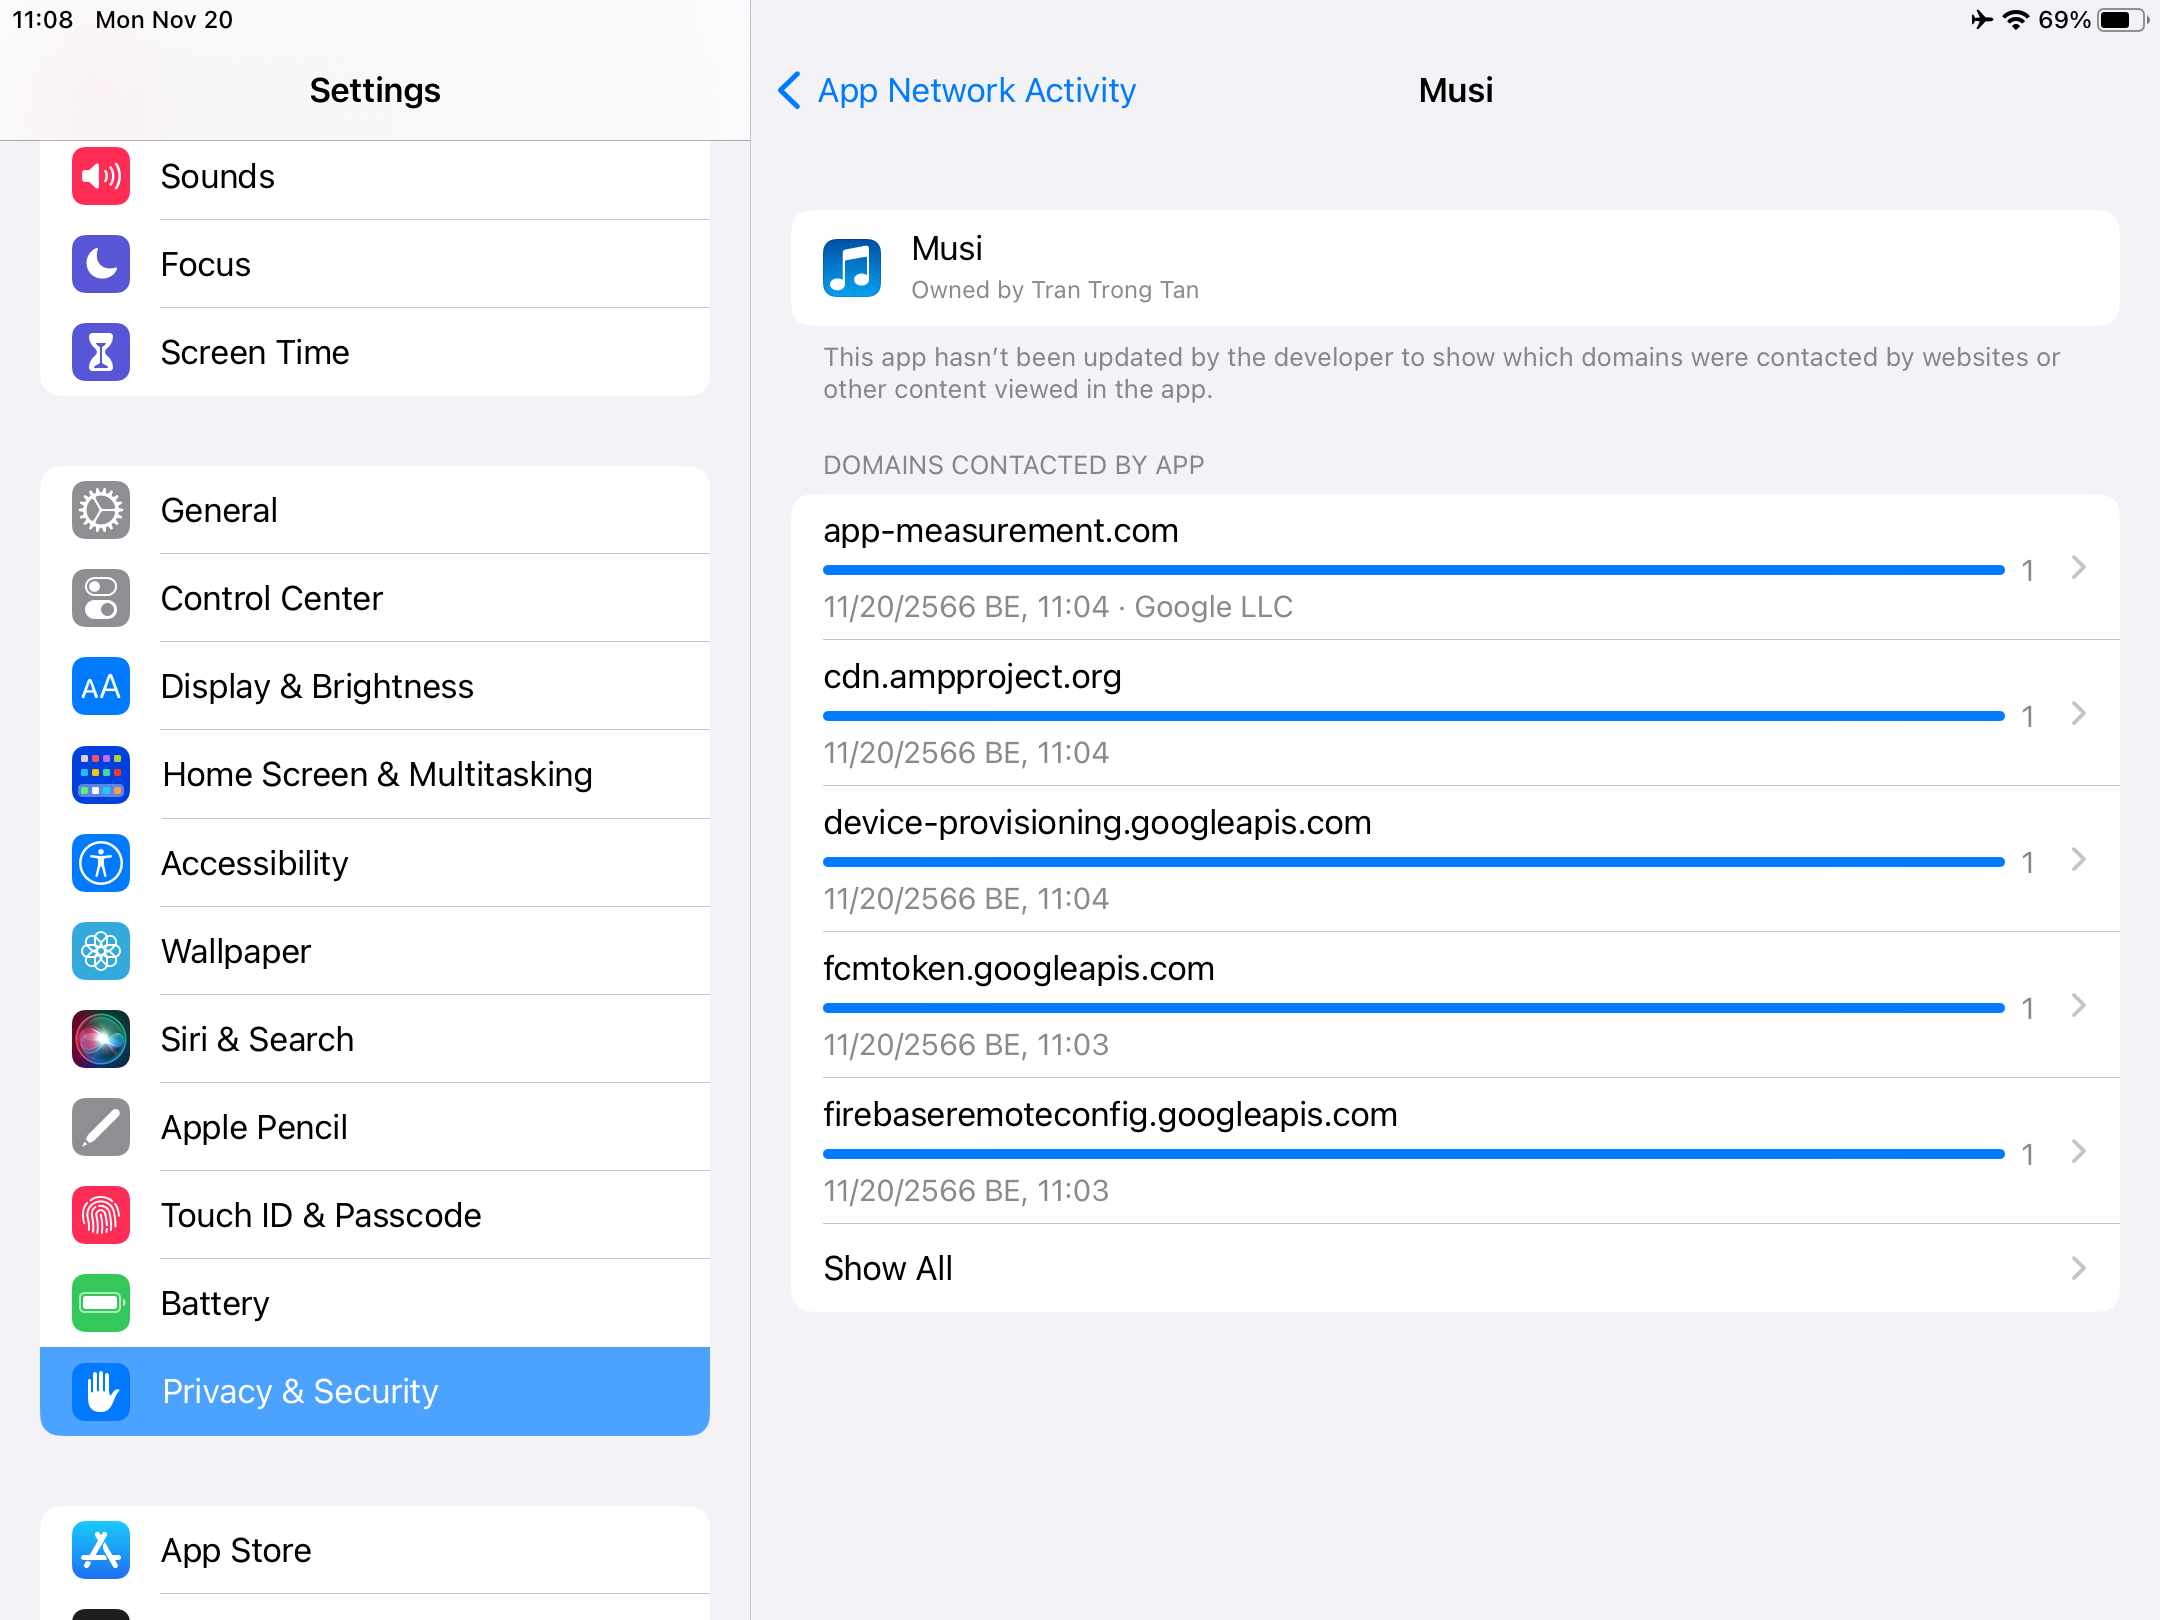 11:08 Mon Nov 20
69%
Settings
Sounds
Focus
Screen Time
General
Control Center
AA Display & Brightness
Home Screen & Multitasking
Accessibility
Wallpaper
Siri & Search
Apple Pencil
Touch ID & Passcode
Battery
Privacy & Security
App Store
App Network Activity
Musi
Musi
Owned by Tran Trong Tan
This app hasn’t been updated by the developer to show which domains were contacted by websites or
other content viewed in the app.
DOMAINS CONTACTED BY APP
app-measurement.com
1
11/20/2566 BE, 11:04 · Google LLC
cdn.ampproject.org
1
11/20/2566 BE, 11:04
device-provisioning.googleapis.com
1
11/20/2566 BE, 11:04
fcmtoken.googleapis.com
1
11/20/2566 BE, 11:03
firebaseremoteconfig.googleapis.com
1
11/20/2566 BE, 11:03
Show All